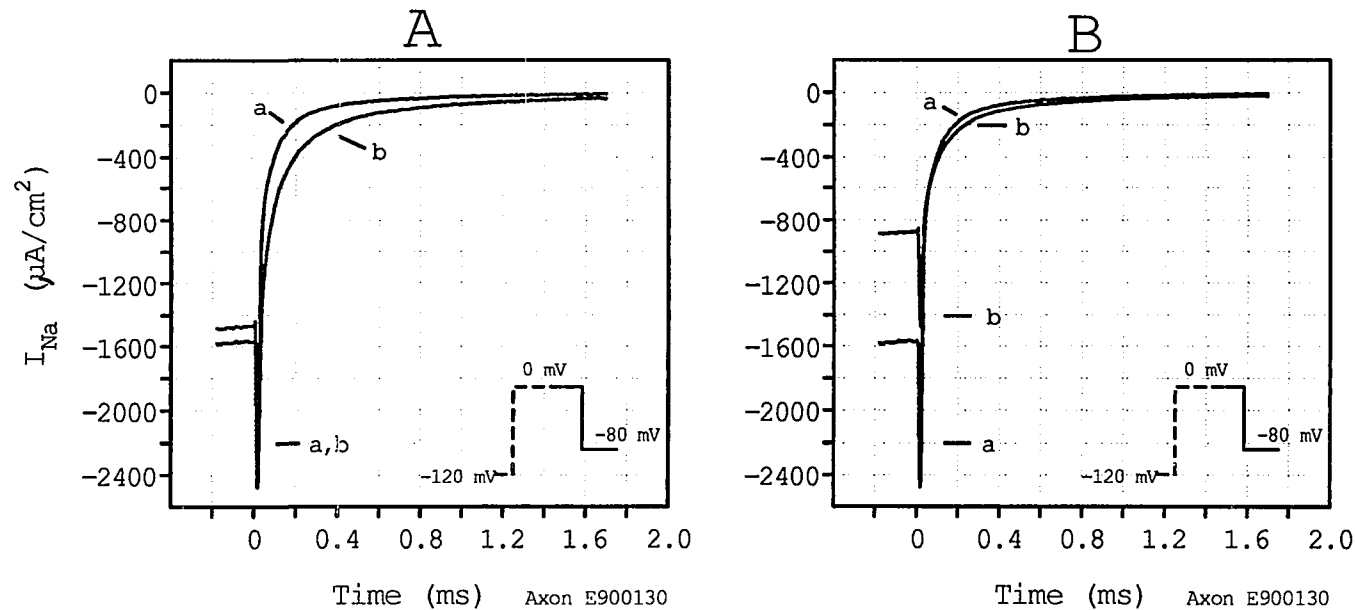 A
B
I_Na (μA/cm²)
0
−400
−800
−1200
−1600
−2000
−2400
a
b
a,b
0 mV
−80 mV
−120 mV
0 0.4 0.8 1.2 1.6 2.0
Time (ms) Axon E900130
0
−400
−800
−1200
−1600
−2000
−2400
a
b
b
a
0 mV
−80 mV
−120 mV
0 0.4 0.8 1.2 1.6 2.0
Time (ms) Axon E900130